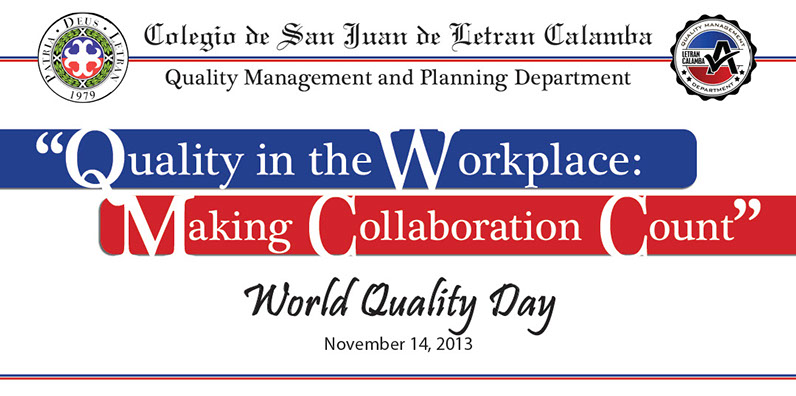 PATRIA · DEUS · LETRAN
1979
Colegio de San Juan de Letran Calamba
Quality Management and Planning Department
QUALITY MANAGEMENT
LETRAN
CALAMBA
DEPARTMENT
“Quality in the Workplace:
Making Collaboration Count”
World Quality Day
November 14, 2013